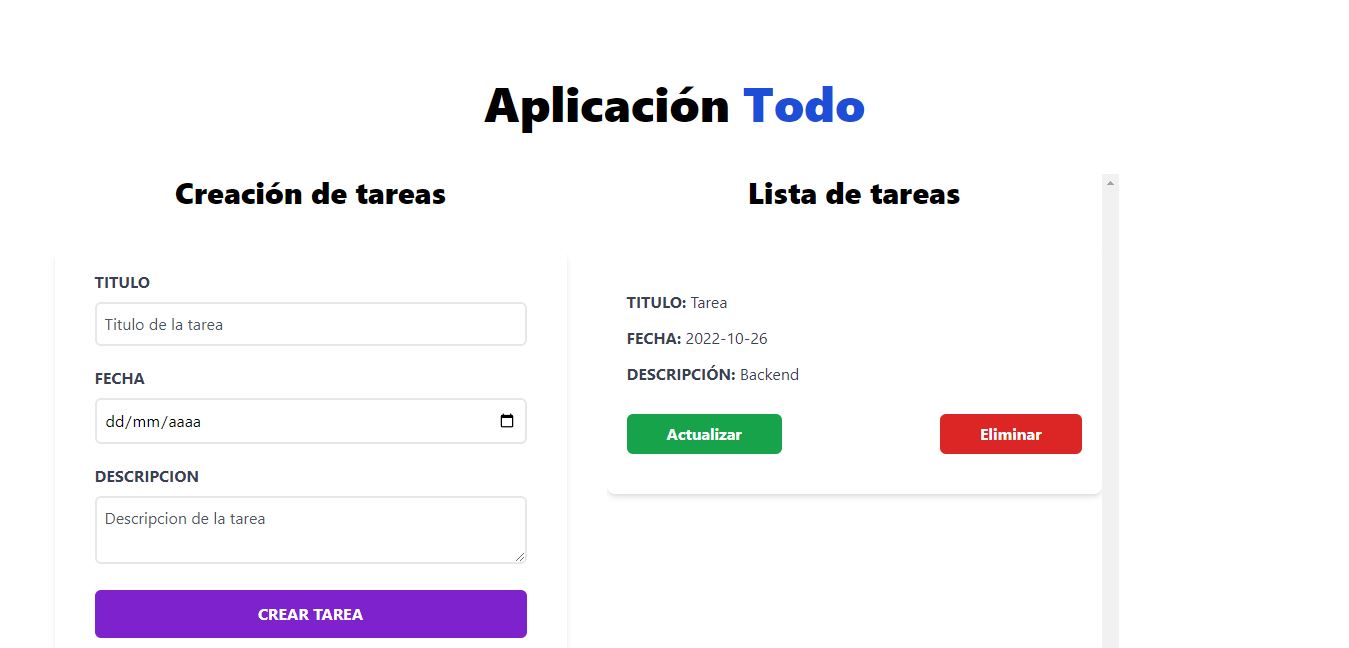 Aplicación Todo
Creación de tareas
TITULO
Titulo de la tarea
FECHA
dd/mm/aaaa
DESCRIPCION
Descripcion de la tarea
CREAR TAREA
Lista de tareas
TITULO: Tarea
FECHA: 2022-10-26
DESCRIPCIÓN: Backend
Actualizar
Eliminar